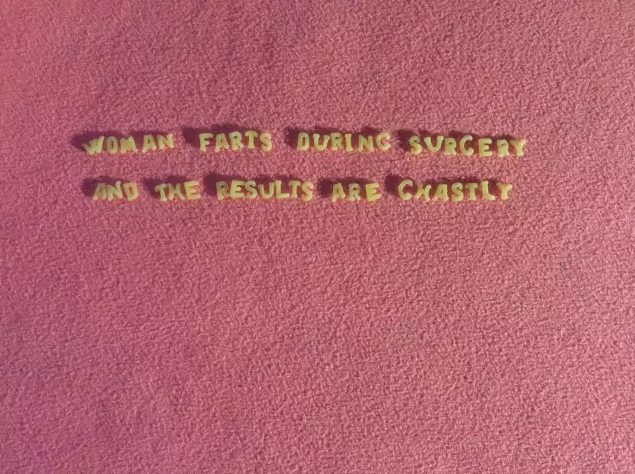 WOMAN FARTS DURING SURGERY
AND THE RESULTS ARE GHASTLY